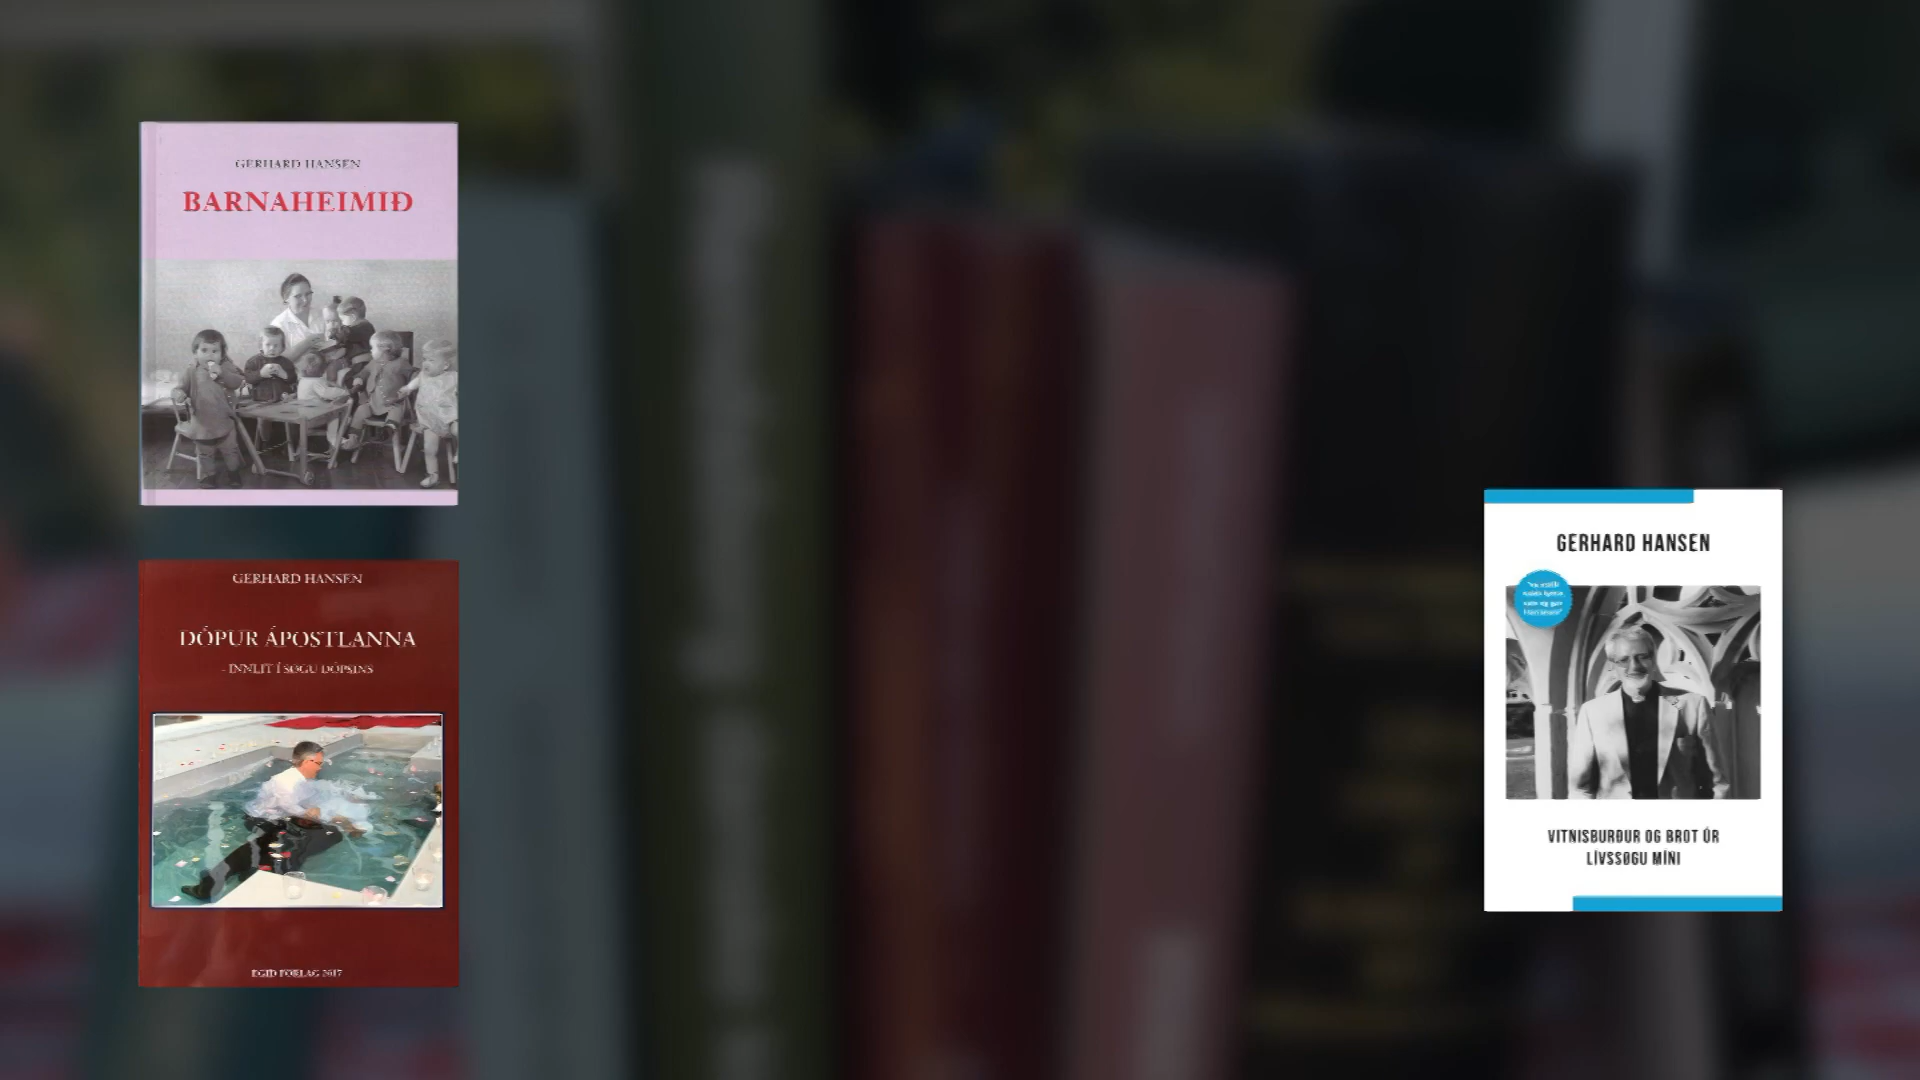 GERHARD HANSEN
BARNAHEIMIÐ
GERHARD HANSEN
DÓPUR ÁPOSTLANNA
- INNLIT Í SØGU DÓPSINS
EGIÐ FORLAG 2017
GERHARD HANSEN
VITNISBURÐUR OG BROT ÚR
LÍVSSØGU MÍNI